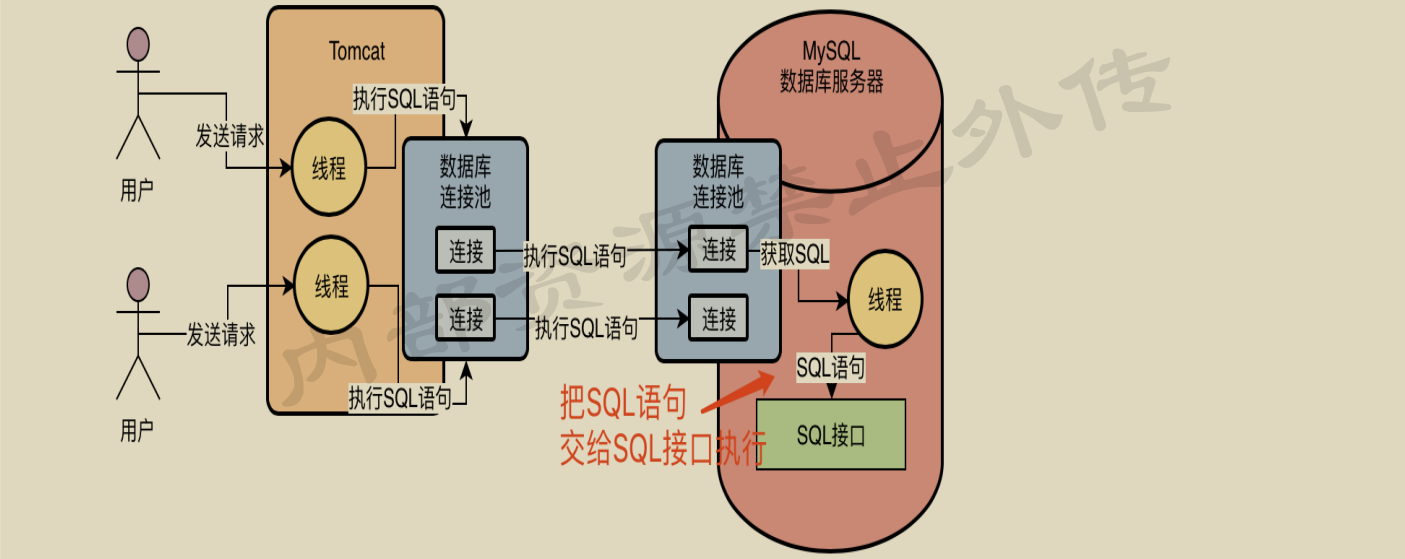 Tomcat
执行SQL语句
发送请求
线程
用户
数据库
连接池
连接
执行SQL语句
连接
执行SQL语句
线程
发送请求
执行SQL语句
用户
MySQL
数据库服务器
数据库
连接池
连接
获取SQL
连接
线程
SQL语句
SQL接口
把SQL语句
交给SQL接口执行
内部资源禁止外传